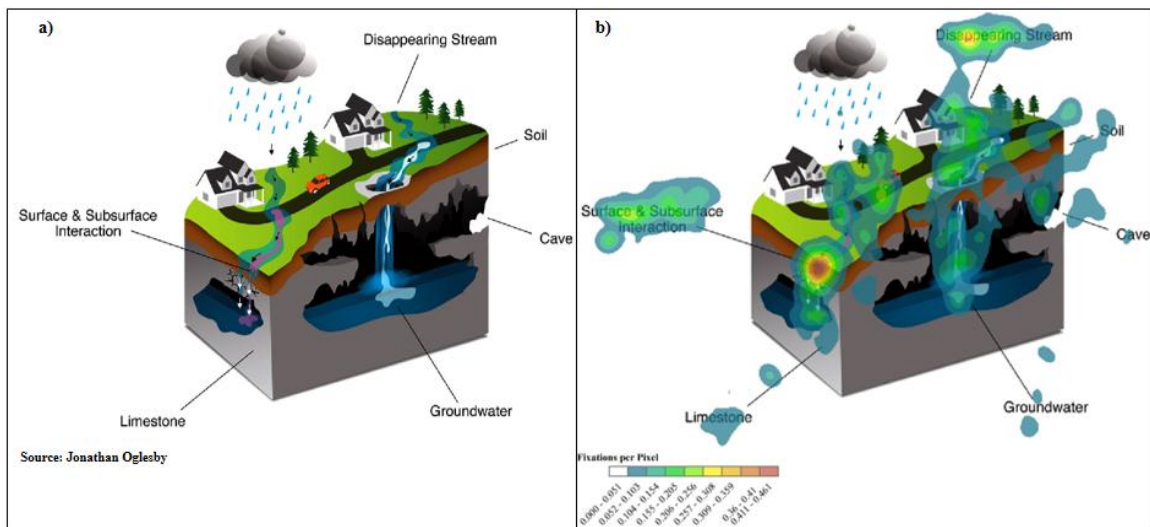 a)
Disappearing Stream
Soil
Surface & Subsurface
Interaction
Cave
Groundwater
Limestone
Source: Jonathan Oglesby
b)
Disappearing Stream
Soil
Surface & Subsurface
Interaction
Cave
Groundwater
Limestone
Fixations per Pixel
0.000 - 0.051
0.052 - 0.103
0.104 - 0.154
0.155 - 0.205
0.206 - 0.256
0.257 - 0.308
0.309 - 0.359
0.36 - 0.41
0.411 - 0.461